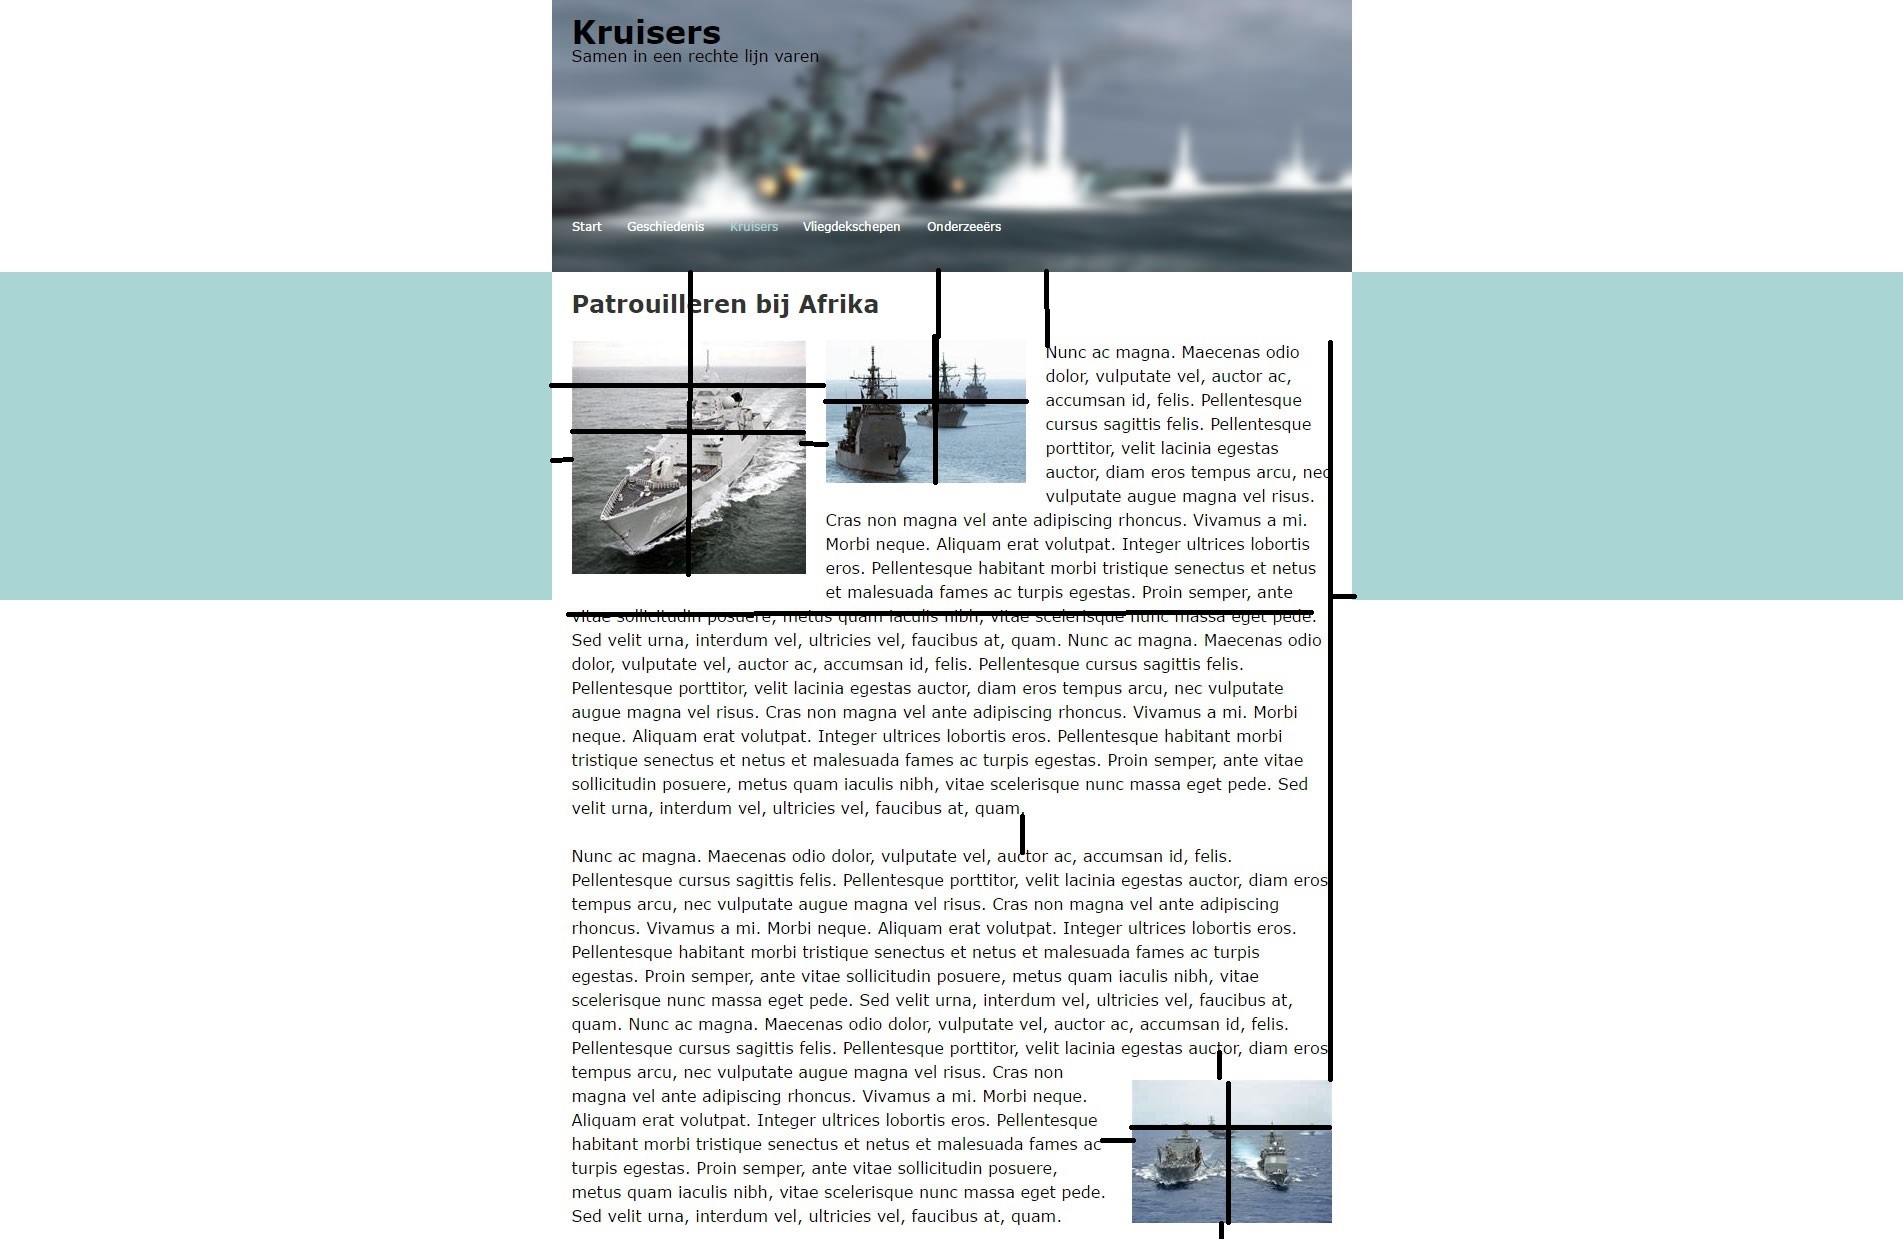 Kruisers
Samen in een rechte lijn varen
Start Geschiedenis Kruisers Vliegdekschepen Onderzeeërs
Patrouilleren bij Afrika
Nunc ac magna. Maecenas odio
dolor, vulputate vel, auctor ac,
accumsan id, felis. Pellentesque
cursus sagittis felis. Pellentesque
porttitor, velit lacinia egestas
auctor, diam eros tempus arcu, nec
vulputate augue magna vel risus.
Cras non magna vel ante adipiscing rhoncus. Vivamus a mi.
Morbi neque. Aliquam erat volutpat. Integer ultrices lobortis
eros. Pellentesque habitant morbi tristique senectus et netus
et malesuada fames ac turpis egestas. Proin semper, ante
vitae sollicitudin posuere, metus quam iaculis nibh, vitae scelerisque nunc massa eget pede.
Sed velit urna, interdum vel, ultricies vel, faucibus at, quam. Nunc ac magna. Maecenas odio
dolor, vulputate vel, auctor ac, accumsan id, felis. Pellentesque cursus sagittis felis.
Pellentesque porttitor, velit lacinia egestas auctor, diam eros tempus arcu, nec vulputate
augue magna vel risus. Cras non magna vel ante adipiscing rhoncus. Vivamus a mi. Morbi
neque. Aliquam erat volutpat. Integer ultrices lobortis eros. Pellentesque habitant morbi
tristique senectus et netus et malesuada fames ac turpis egestas. Proin semper, ante vitae
sollicitudin posuere, metus quam iaculis nibh, vitae scelerisque nunc massa eget pede. Sed
velit urna, interdum vel, ultricies vel, faucibus at, quam.
Nunc ac magna. Maecenas odio dolor, vulputate vel, auctor ac, accumsan id, felis.
Pellentesque cursus sagittis felis. Pellentesque porttitor, velit lacinia egestas auctor, diam eros
tempus arcu, nec vulputate augue magna vel risus. Cras non magna vel ante adipiscing
rhoncus. Vivamus a mi. Morbi neque. Aliquam erat volutpat. Integer ultrices lobortis eros.
Pellentesque habitant morbi tristique senectus et netus et malesuada fames ac turpis
egestas. Proin semper, ante vitae sollicitudin posuere, metus quam iaculis nibh, vitae
scelerisque nunc massa eget pede. Sed velit urna, interdum vel, ultricies vel, faucibus at,
quam. Nunc ac magna. Maecenas odio dolor, vulputate vel, auctor ac, accumsan id, felis.
Pellentesque cursus sagittis felis. Pellentesque porttitor, velit lacinia egestas auctor, diam eros
tempus arcu, nec vulputate augue magna vel risus. Cras non
magna vel ante adipiscing rhoncus. Vivamus a mi. Morbi neque.
Aliquam erat volutpat. Integer ultrices lobortis eros. Pellentesque
habitant morbi tristique senectus et netus et malesuada fames ac
turpis egestas. Proin semper, ante vitae sollicitudin posuere,
metus quam iaculis nibh, vitae scelerisque nunc massa eget pede.
Sed velit urna, interdum vel, ultricies vel, faucibus at, quam.